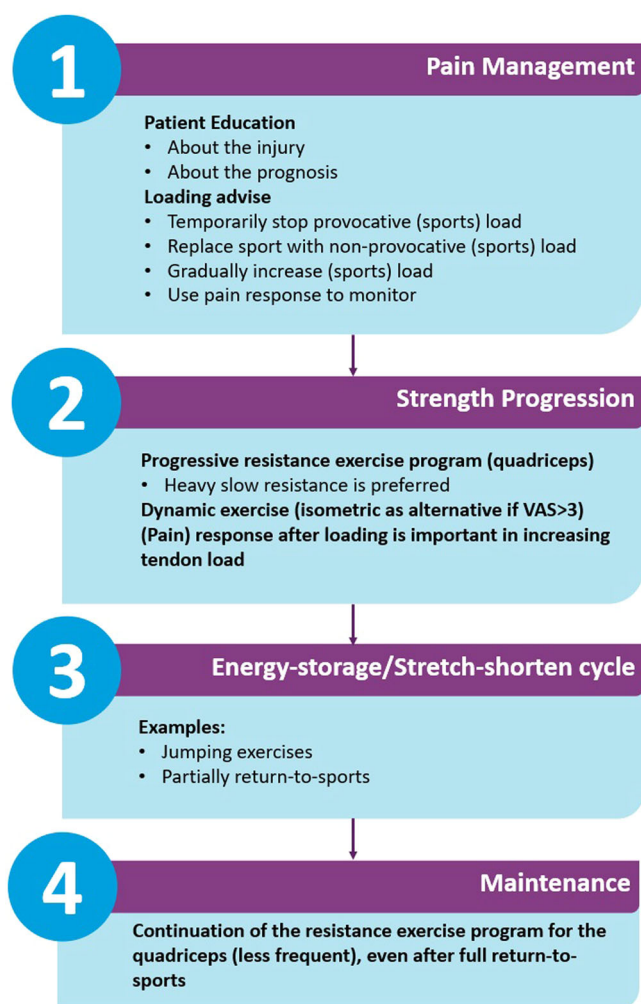 1
Pain Management
Patient Education
• About the injury
• About the prognosis
Loading advise
• Temporarily stop provocative (sports) load
• Replace sport with non-provocative (sports) load
• Gradually increase (sports) load
• Use pain response to monitor
2
Strength Progression
Progressive resistance exercise program (quadriceps)
• Heavy slow resistance is preferred
Dynamic exercise (isometric as alternative if VAS>3)
(Pain) response after loading is important in increasing
tendon load
3
Energy-storage/Stretch-shorten cycle
Examples:
• Jumping exercises
• Partially return-to-sports
4
Maintenance
Continuation of the resistance exercise program for the
quadriceps (less frequent), even after full return-to-
sports